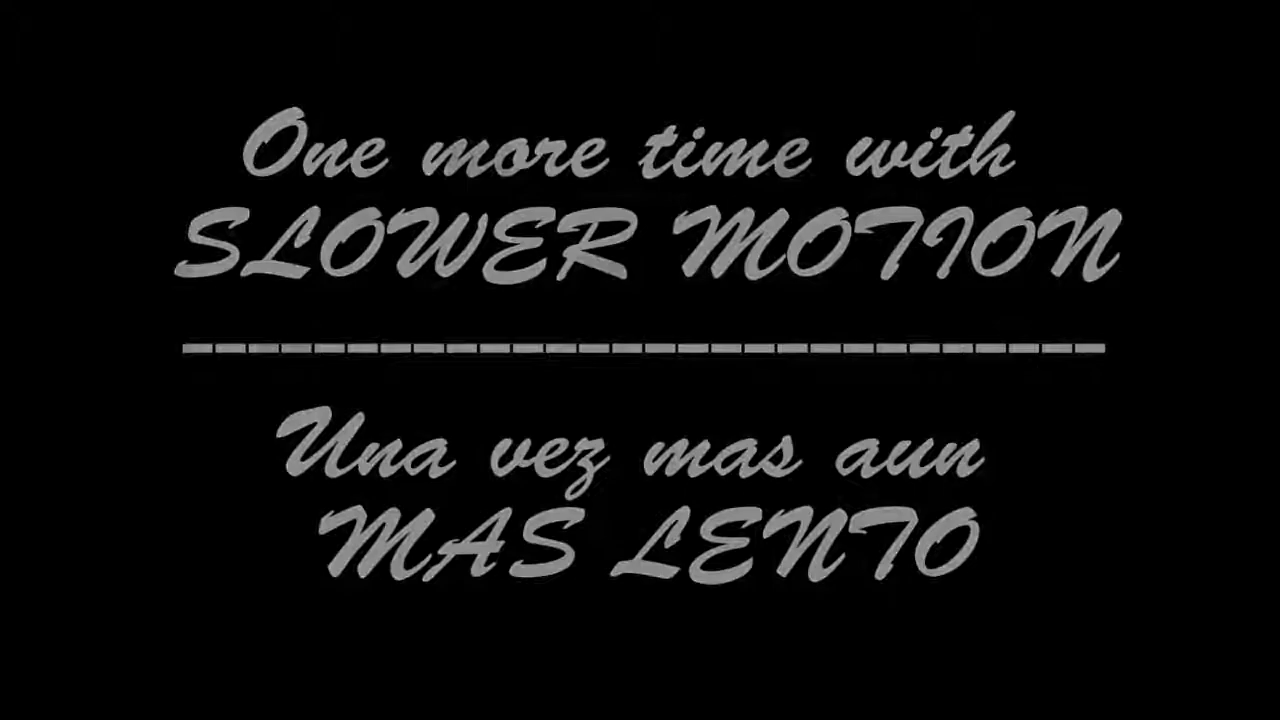 One more time with
SLOWER MOTION
----------------------------
Una vez mas aun
MAS LENTO